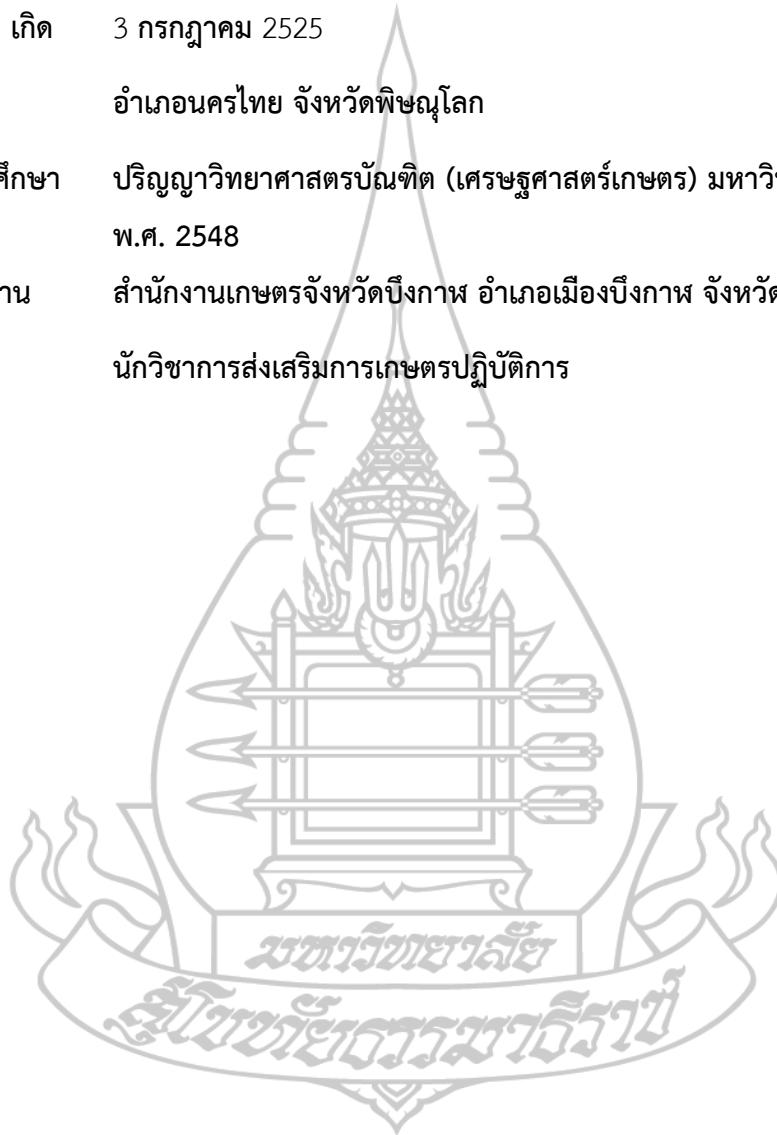 เกิด 3 กรกฎาคม 2525
อำเภอนครไทย จังหวัดพิษณุโลก
ศึกษา ปริญญาวิทยาศาสตรบัณฑิต (เศรษฐศาสตร์เกษตร) มหาวิ
พ.ศ. 2548
าน สำนักงานเกษตรจังหวัดบึงกาฬ อำเภอเมืองบึงกาฬ จังหวัด
นักวิชาการส่งเสริมการเกษตรปฏิบัติการ
มหาวิทยาลัย
สุโขทัยธรรมาธิราช